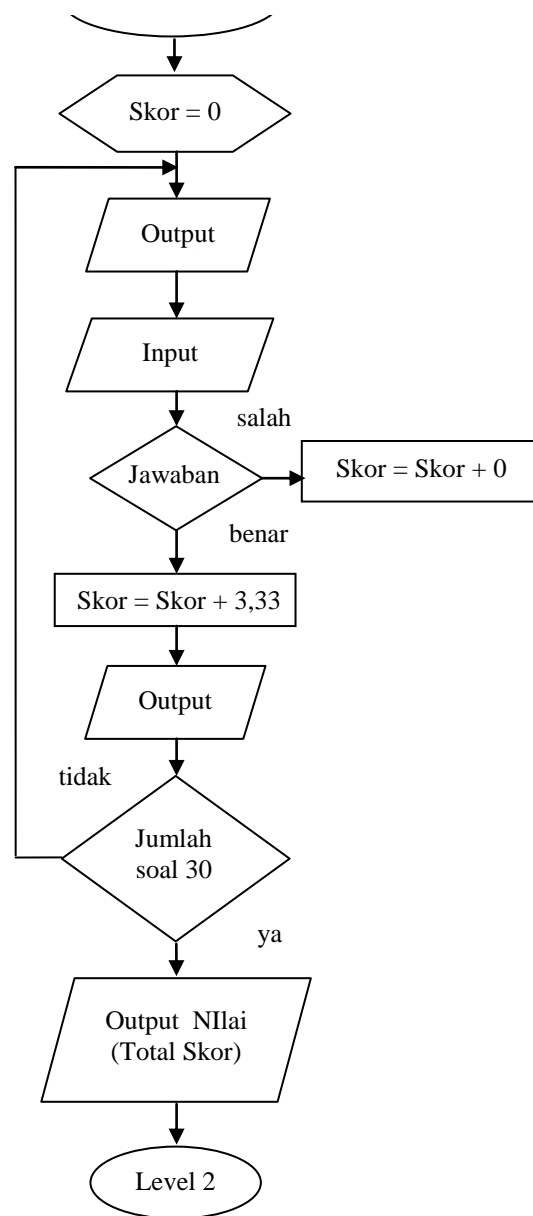 Skor = 0
Output
Input
salah
Jawaban
Skor = Skor + 0
benar
Skor = Skor + 3,33
Output
tidak
Jumlah
soal 30
ya
Output NIlai
(Total Skor)
Level 2